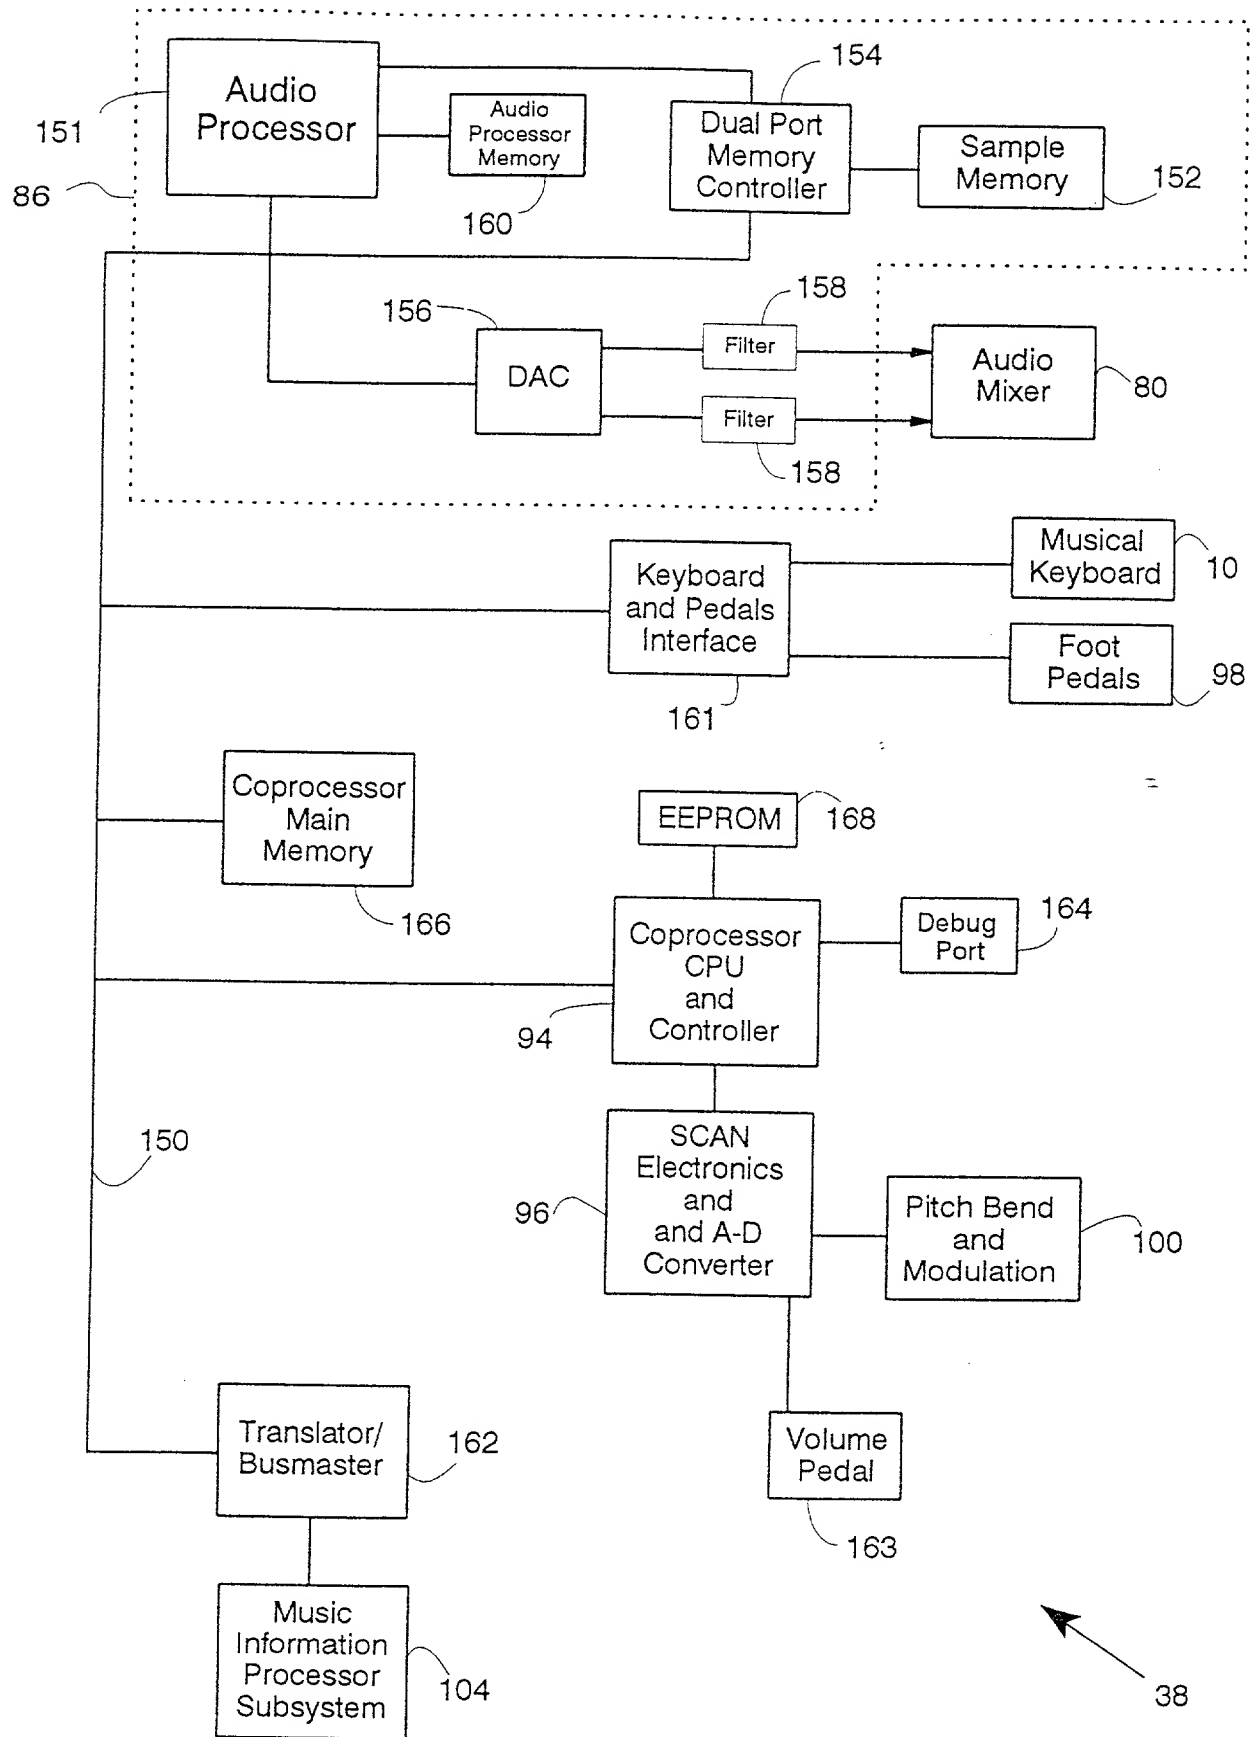 154
Audio
Processor
151
Audio
Processor
Memory
160
Dual Port
Memory
Controller
Sample
Memory
152
86
156
158
DAC
Filter
Filter
158
Audio
Mixer
80
Keyboard
and Pedals
Interface
161
Musical
Keyboard
10
Foot
Pedals
98
Coprocessor
Main
Memory
166
EEPROM
168
Coprocessor
CPU
and
Controller
94
Debug
Port
164
150
SCAN
Electronics
and
and A-D
Converter
96
Pitch Bend
and
Modulation
100
Translator/
Busmaster
162
Volume
Pedal
163
Music
Information
Processor
Subsystem
104
38